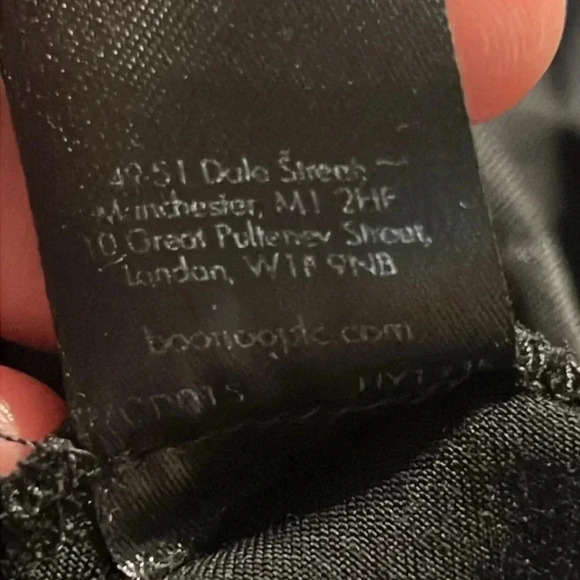 49-51 Dale Street,
Manchester, M1 2HF
10 Great Pulteney Street,
London, W1F 9NB
boohooplc.com